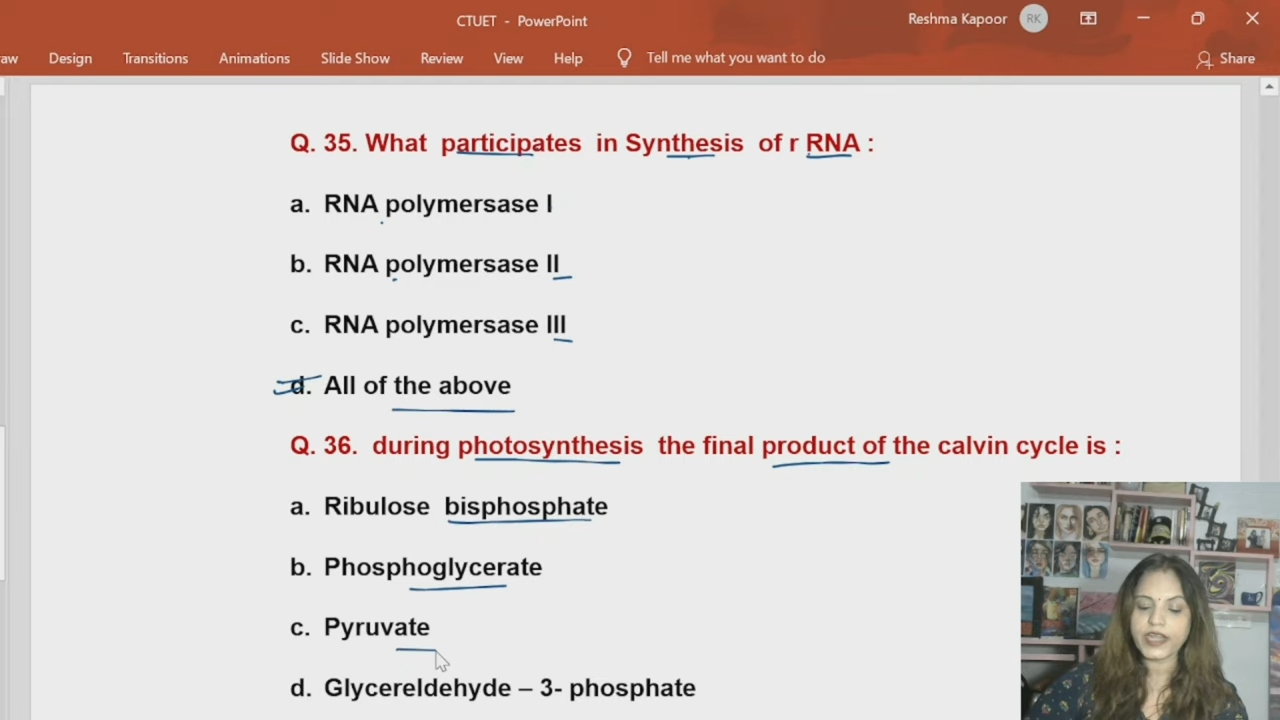 CTUET - PowerPoint
Reshma Kapoor RK
aw Design Transitions Animations Slide Show Review View Help Tell me what you want to do Share
Q. 35. What participates in Synthesis of r RNA :
a. RNA polymersase I
b. RNA polymersase II
c. RNA polymersase III
d. All of the above
Q. 36. during photosynthesis the final product of the calvin cycle is :
a. Ribulose bisphosphate
b. Phosphoglycerate
c. Pyruvate
d. Glycereldehyde – 3- phosphate